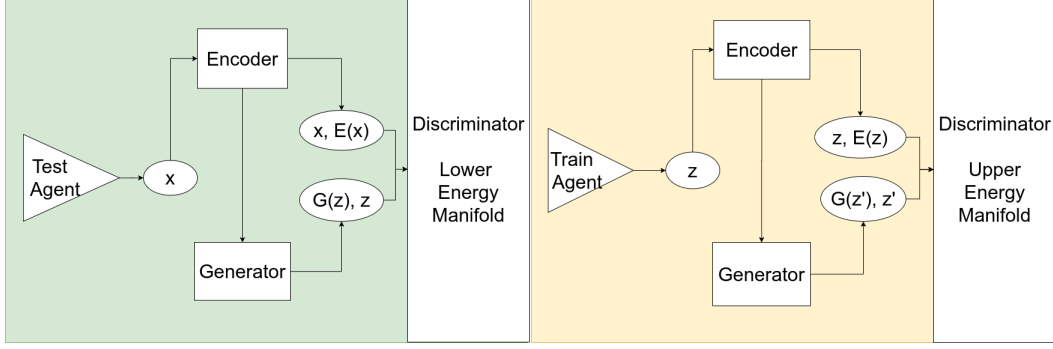 Encoder
x, E(x)
Test
Agent
x
G(z), z
Generator
Discriminator
Lower
Energy
Manifold
Encoder
z, E(z)
Train
Agent
z
G(z'), z'
Generator
Discriminator
Upper
Energy
Manifold